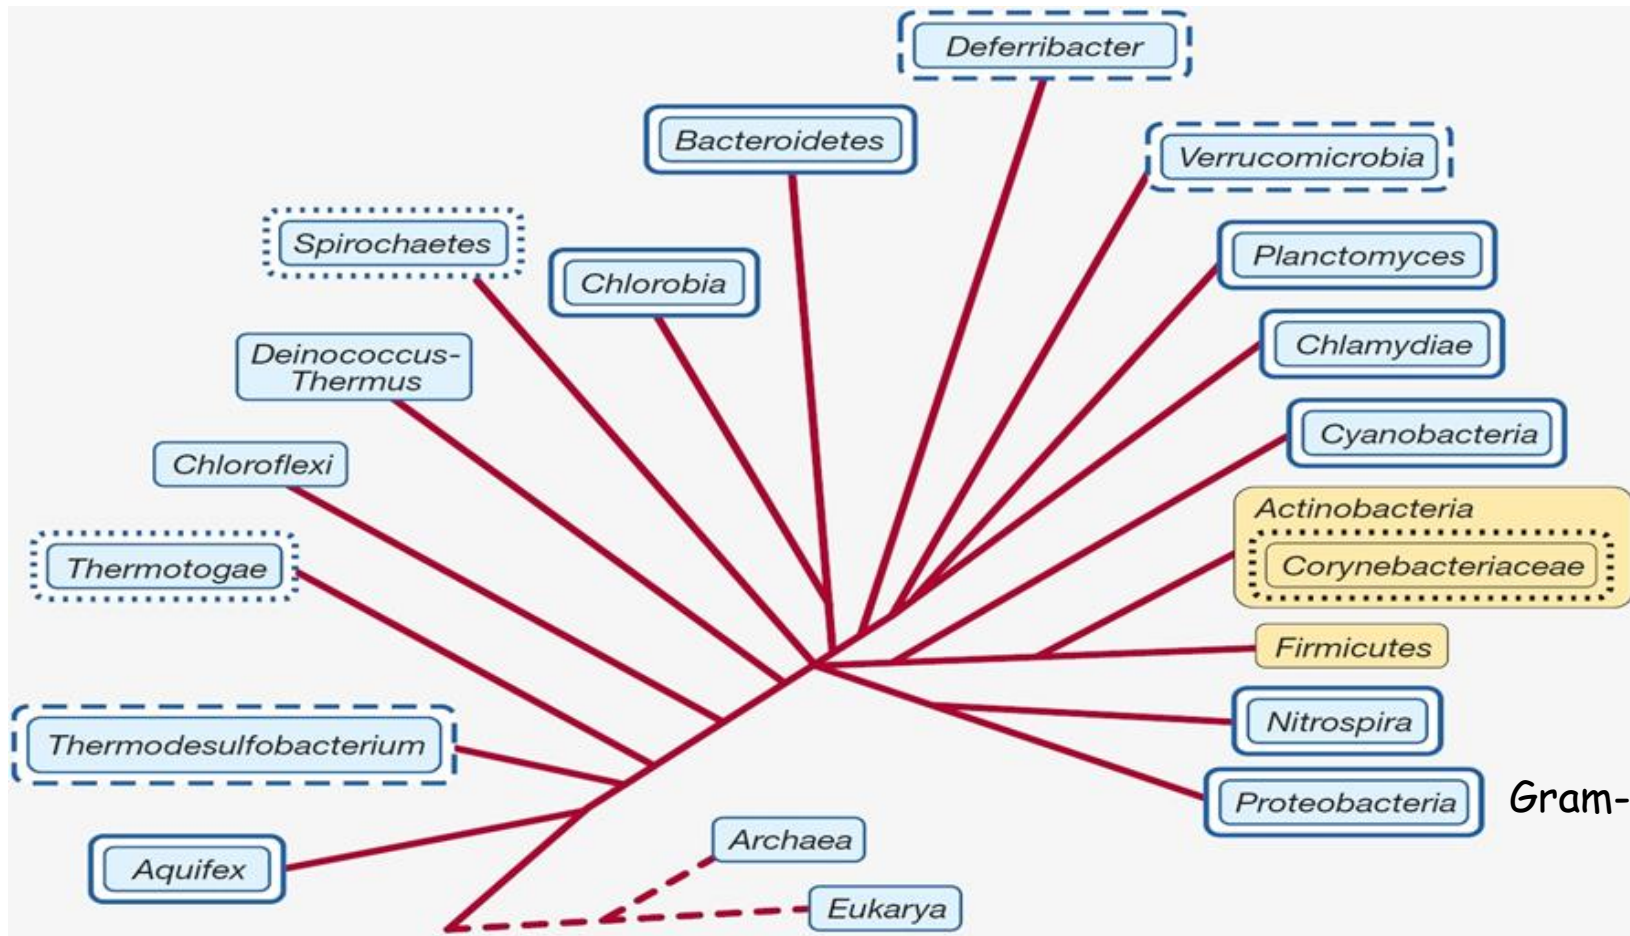 Deferribacter
Bacteroidetes
Verrucomicrobia
Spirochaetes
Planctomyces
Chlorobia
Chlamydiae
Deinococcus-
Thermus
Cyanobacteria
Chloroflexi
Actinobacteria
Corynebacteriaceae
Thermotogae
Firmicutes
Nitrospira
Thermodesulfobacterium
Proteobacteria
Gram-
Archaea
Aquifex
Eukarya